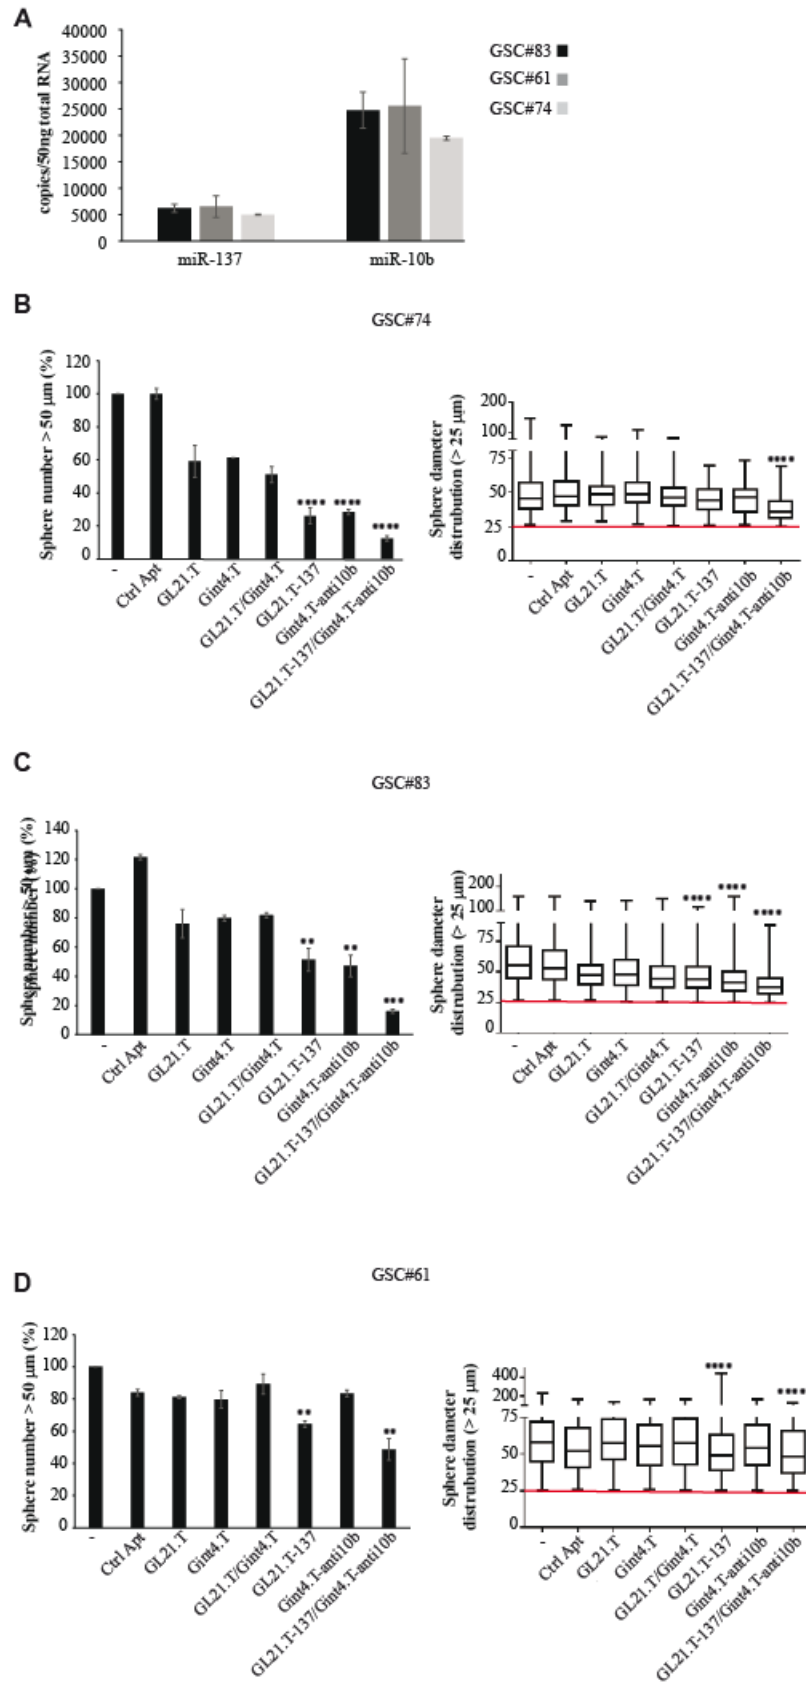 A
copies/50ng total RNA
40000
35000
30000
25000
20000
15000
10000
5000
0
miR-137
miR-10b
GSC#83
GSC#61
GSC#74
B
GSC#74
Sphere number > 50 µm (%)
120
100
80
60
40
20
0
****
****
****
-
Ctrl Apt
GL21.T
Gint4.T
GL21.T/Gint4.T
GL21.T-137
Gint4.T-anti10b
GL21.T-137/Gint4.T-anti10b
Sphere dameter
distrubution (> 25 µm)
200
100
75
50
25
0
****
-
Ctrl Apt
GL21.T
Gint4.T
GL21.T/Gint4.T
GL21.T-137
Gint4.T-anti10b
GL21.T-137/Gint4.T-anti10b
C
GSC#83
Sphere number > 50 µm (%)
sphere number (%)
140
120
100
80
60
40
20
0
**
**
***
-
Ctrl Apt
GL21.T
Gint4.T
GL21.T/Gint4.T
GL21.T-137
Gint4.T-anti10b
GL21.T-137/Gint4.T-anti10b
Sphere dameter
distrubution (> 25 µm)
200
100
75
50
25
0
****
****
****
-
Ctrl Apt
GL21.T
Gint4.T
GL21.T/Gint4.T
GL21.T-137
Gint4.T-anti10b
GL21.T-137/Gint4.T-anti10b
D
GSC#61
Sphere number > 50 µm (%)
120
100
80
60
40
20
0
**
**
-
Ctrl Apt
GL21.T
Gint4.T
GL21.T/Gint4.T
GL21.T-137
Gint4.T-anti10b
GL21.T-137/Gint4.T-anti10b
Sphere dameter
distrubution (> 25 µm)
400
200
75
50
25
0
****
****
-
Ctrl Apt
GL21.T
Gint4.T
GL21.T/Gint4.T
GL21.T-137
Gint4.T-anti10b
GL21.T-137/Gint4.T-anti10b